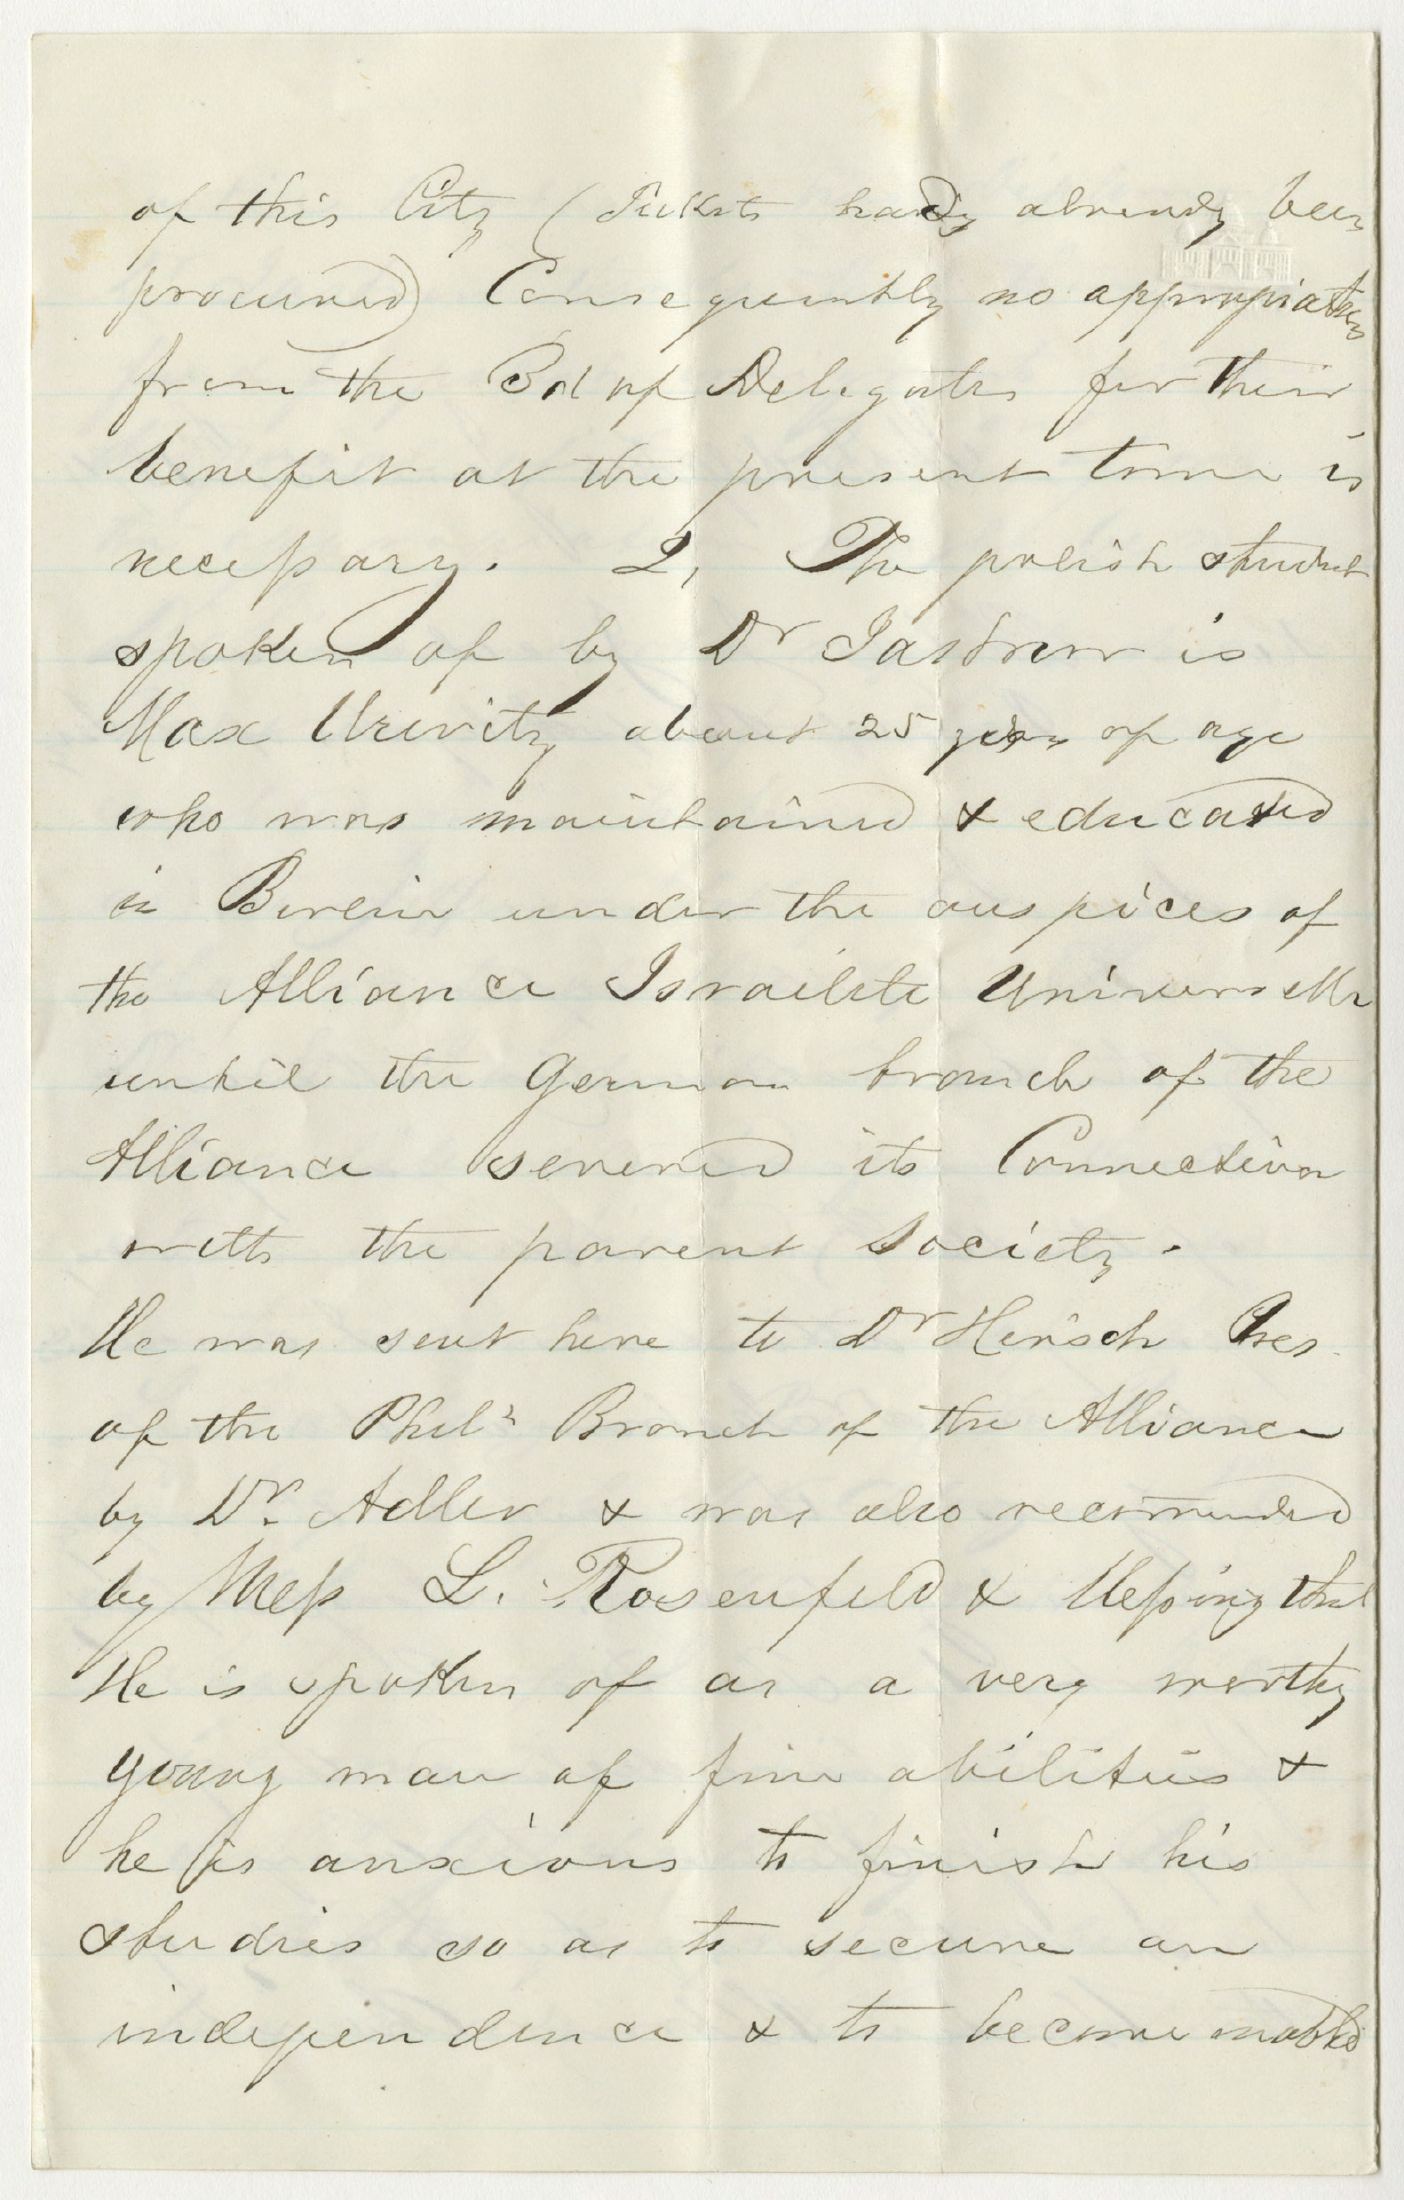 of this City (Tickets having already been
procured) Consequently no appropiation
from the Bd of Delegates for their
benefit at the present time is
necessary. 2, The polish student
spoken of by Dr Jastrow is
Max Urwitz about 25 years of age
who was maintained & educated
in Berlin under the auspices of
the Alliance Israelite Universelle
until the German branch of the
Alliance severed its Connection
with the parent Society.
He was sent here to Dr Hirsch Pres
of the Phila Branch of the Alliance
by Dr. Adler & was also recommended
by Mess L. Rosenfeld &
He is spoken of as a very worthy
young man of fine abilities &
he is anxious to finish his
studies so as to secure an
independence & to become enabled